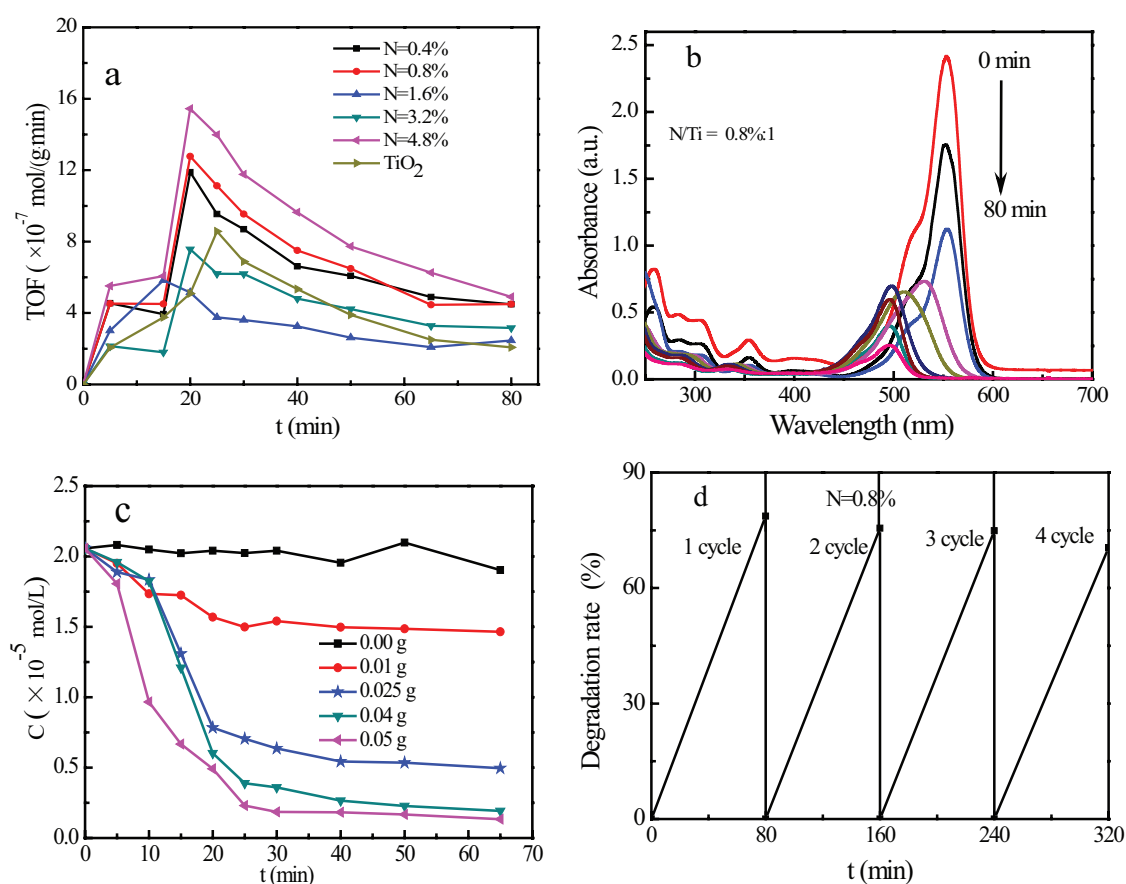 a
20
16
12
8
4
0
TOF ( ×10⁻⁷ mol/(g·min)
N=0.4%
N=0.8%
N=1.6%
N=3.2%
N=4.8%
TiO₂
0 10 20 30 40 50 60 70 80
t (min)
b
2.5
2.0
1.5
1.0
0.5
0.0
Absorbance (a.u.)
0 min
N/Ti = 0.8%:1
80 min
300 400 500 600 700
Wavelength (nm)
c
2.5
2.0
1.5
1.0
0.5
0.0
C ( ×10⁻⁵ mol/L)
0.00 g
0.01 g
0.025 g
0.04 g
0.05 g
0 10 20 30 40 50 60 70
t (min)
d
90
60
30
0
Degradation rate (%)
N=0.8%
1 cycle
2 cycle
3 cycle
4 cycle
0 80 160 240 320
t (min)